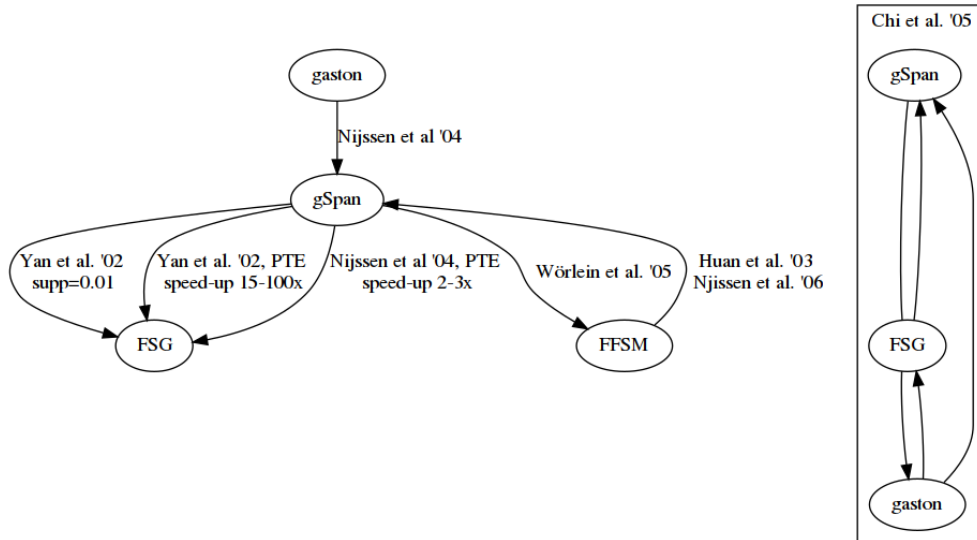 gaston
Nijssen et al '04
gSpan
Yan et al. '02
supp=0.01
Yan et al. '02, PTE
speed-up 15-100x
Nijssen et al '04, PTE
speed-up 2-3x
Wörlein et al. '05
Huan et al. '03
Njissen et al. '06
FSG
FFSM
Chi et al. '05
gSpan
FSG
gaston